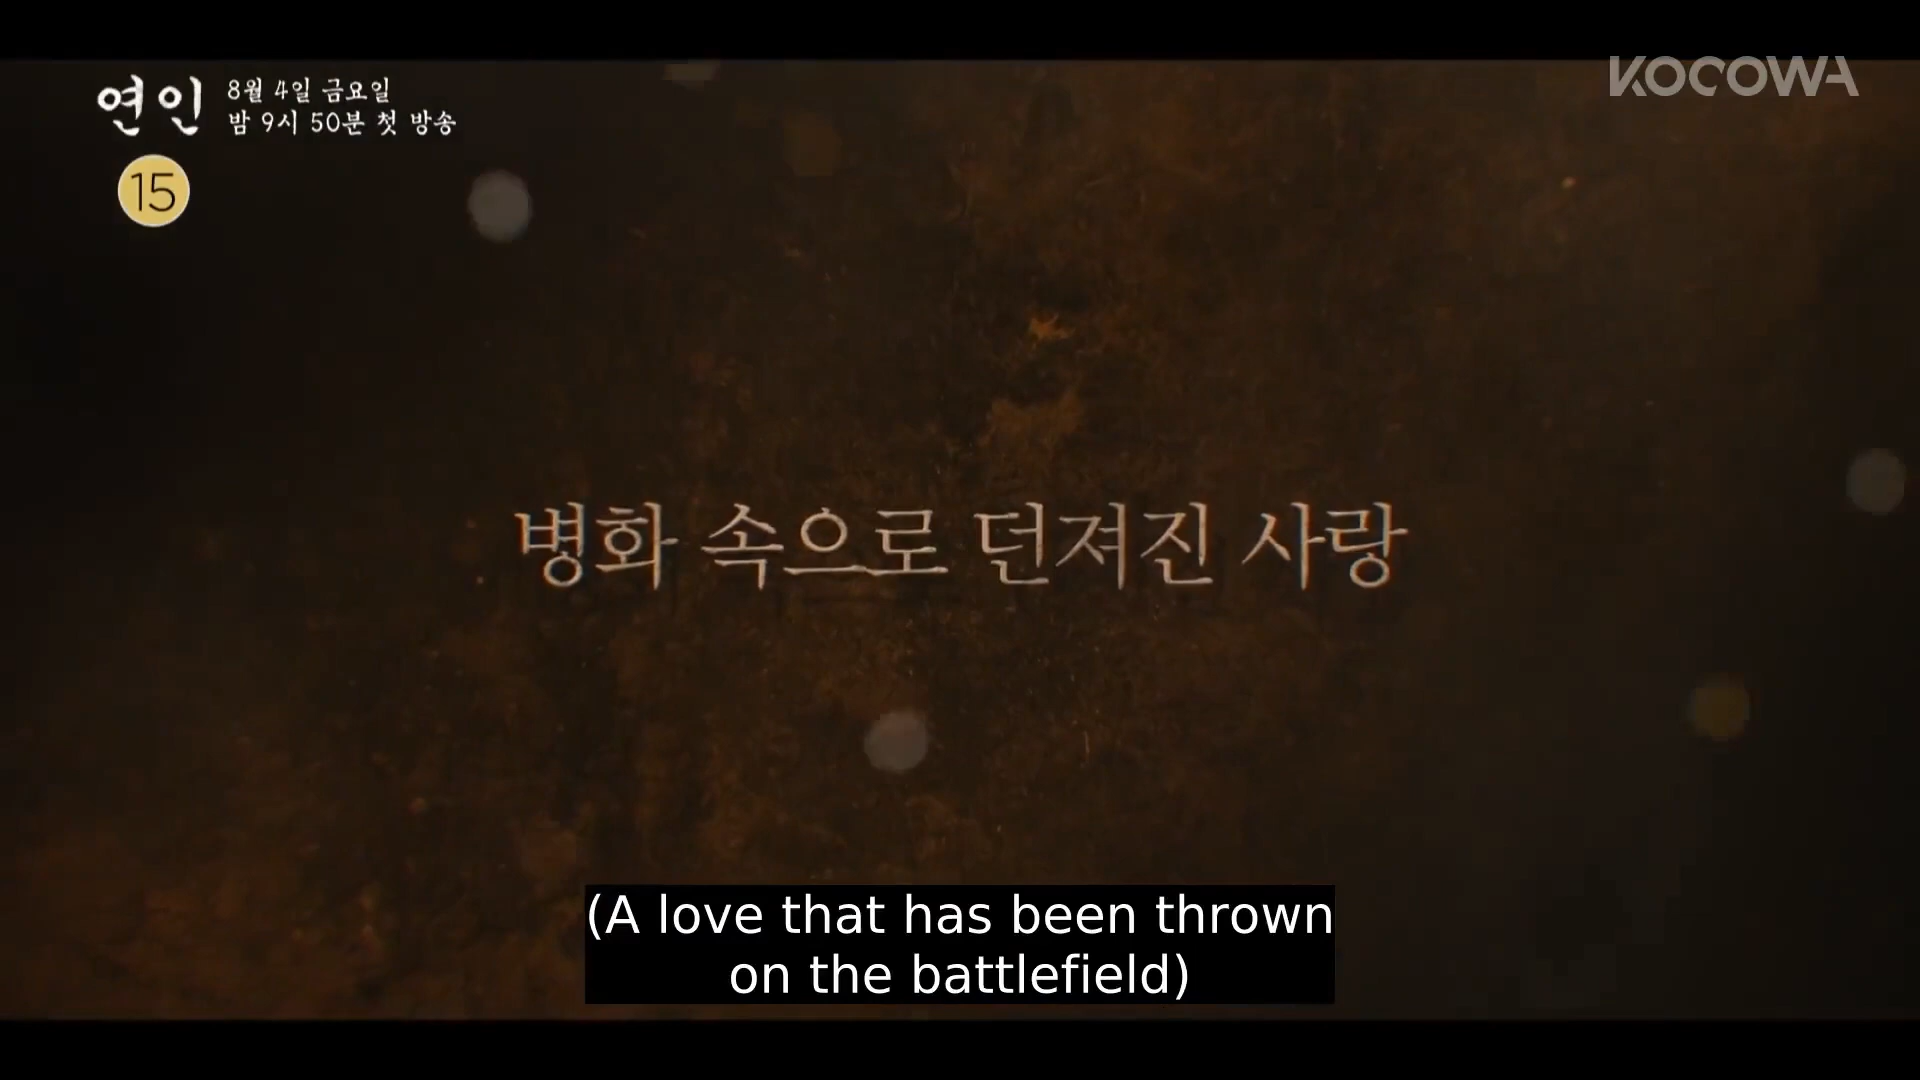 연인
8월 4일 금요일
밤 9시 50분 첫 방송
15
KOCOWA
병화 속으로 던져진 사랑
(A love that has been thrown
on the battlefield)